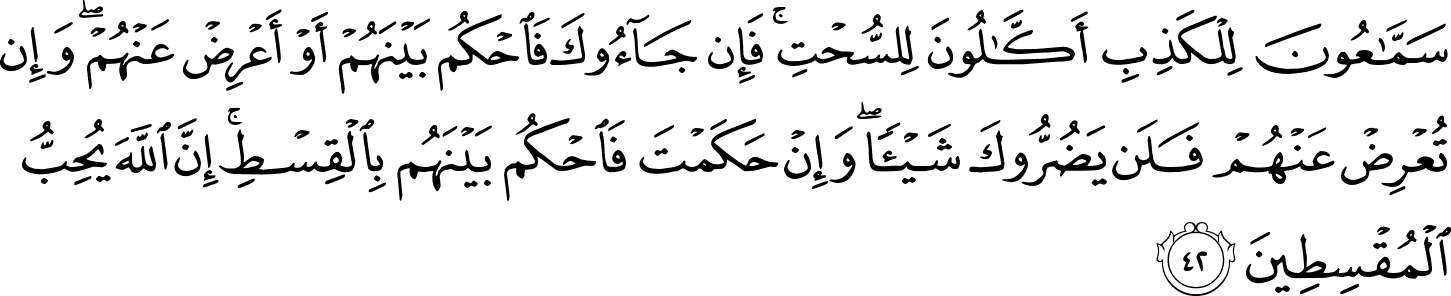 سَمَّـٰعُونَ لِلْكَذِبِ أَكَّـٰلُونَ لِلسُّحْتِ ۚ فَإِن جَآءُوكَ فَٱحْكُم بَيْنَهُمْ أَوْ أَعْرِضْ عَنْهُمْ ۖ وَإِن
تُعْرِضْ عَنْهُمْ فَلَن يَضُرُّوكَ شَيْـًٔا ۖ وَإِنْ حَكَمْتَ فَٱحْكُم بَيْنَهُم بِٱلْقِسْطِ ۚ إِنَّ ٱللَّهَ يُحِبُّ
ٱلْمُقْسِطِينَ ٤٢